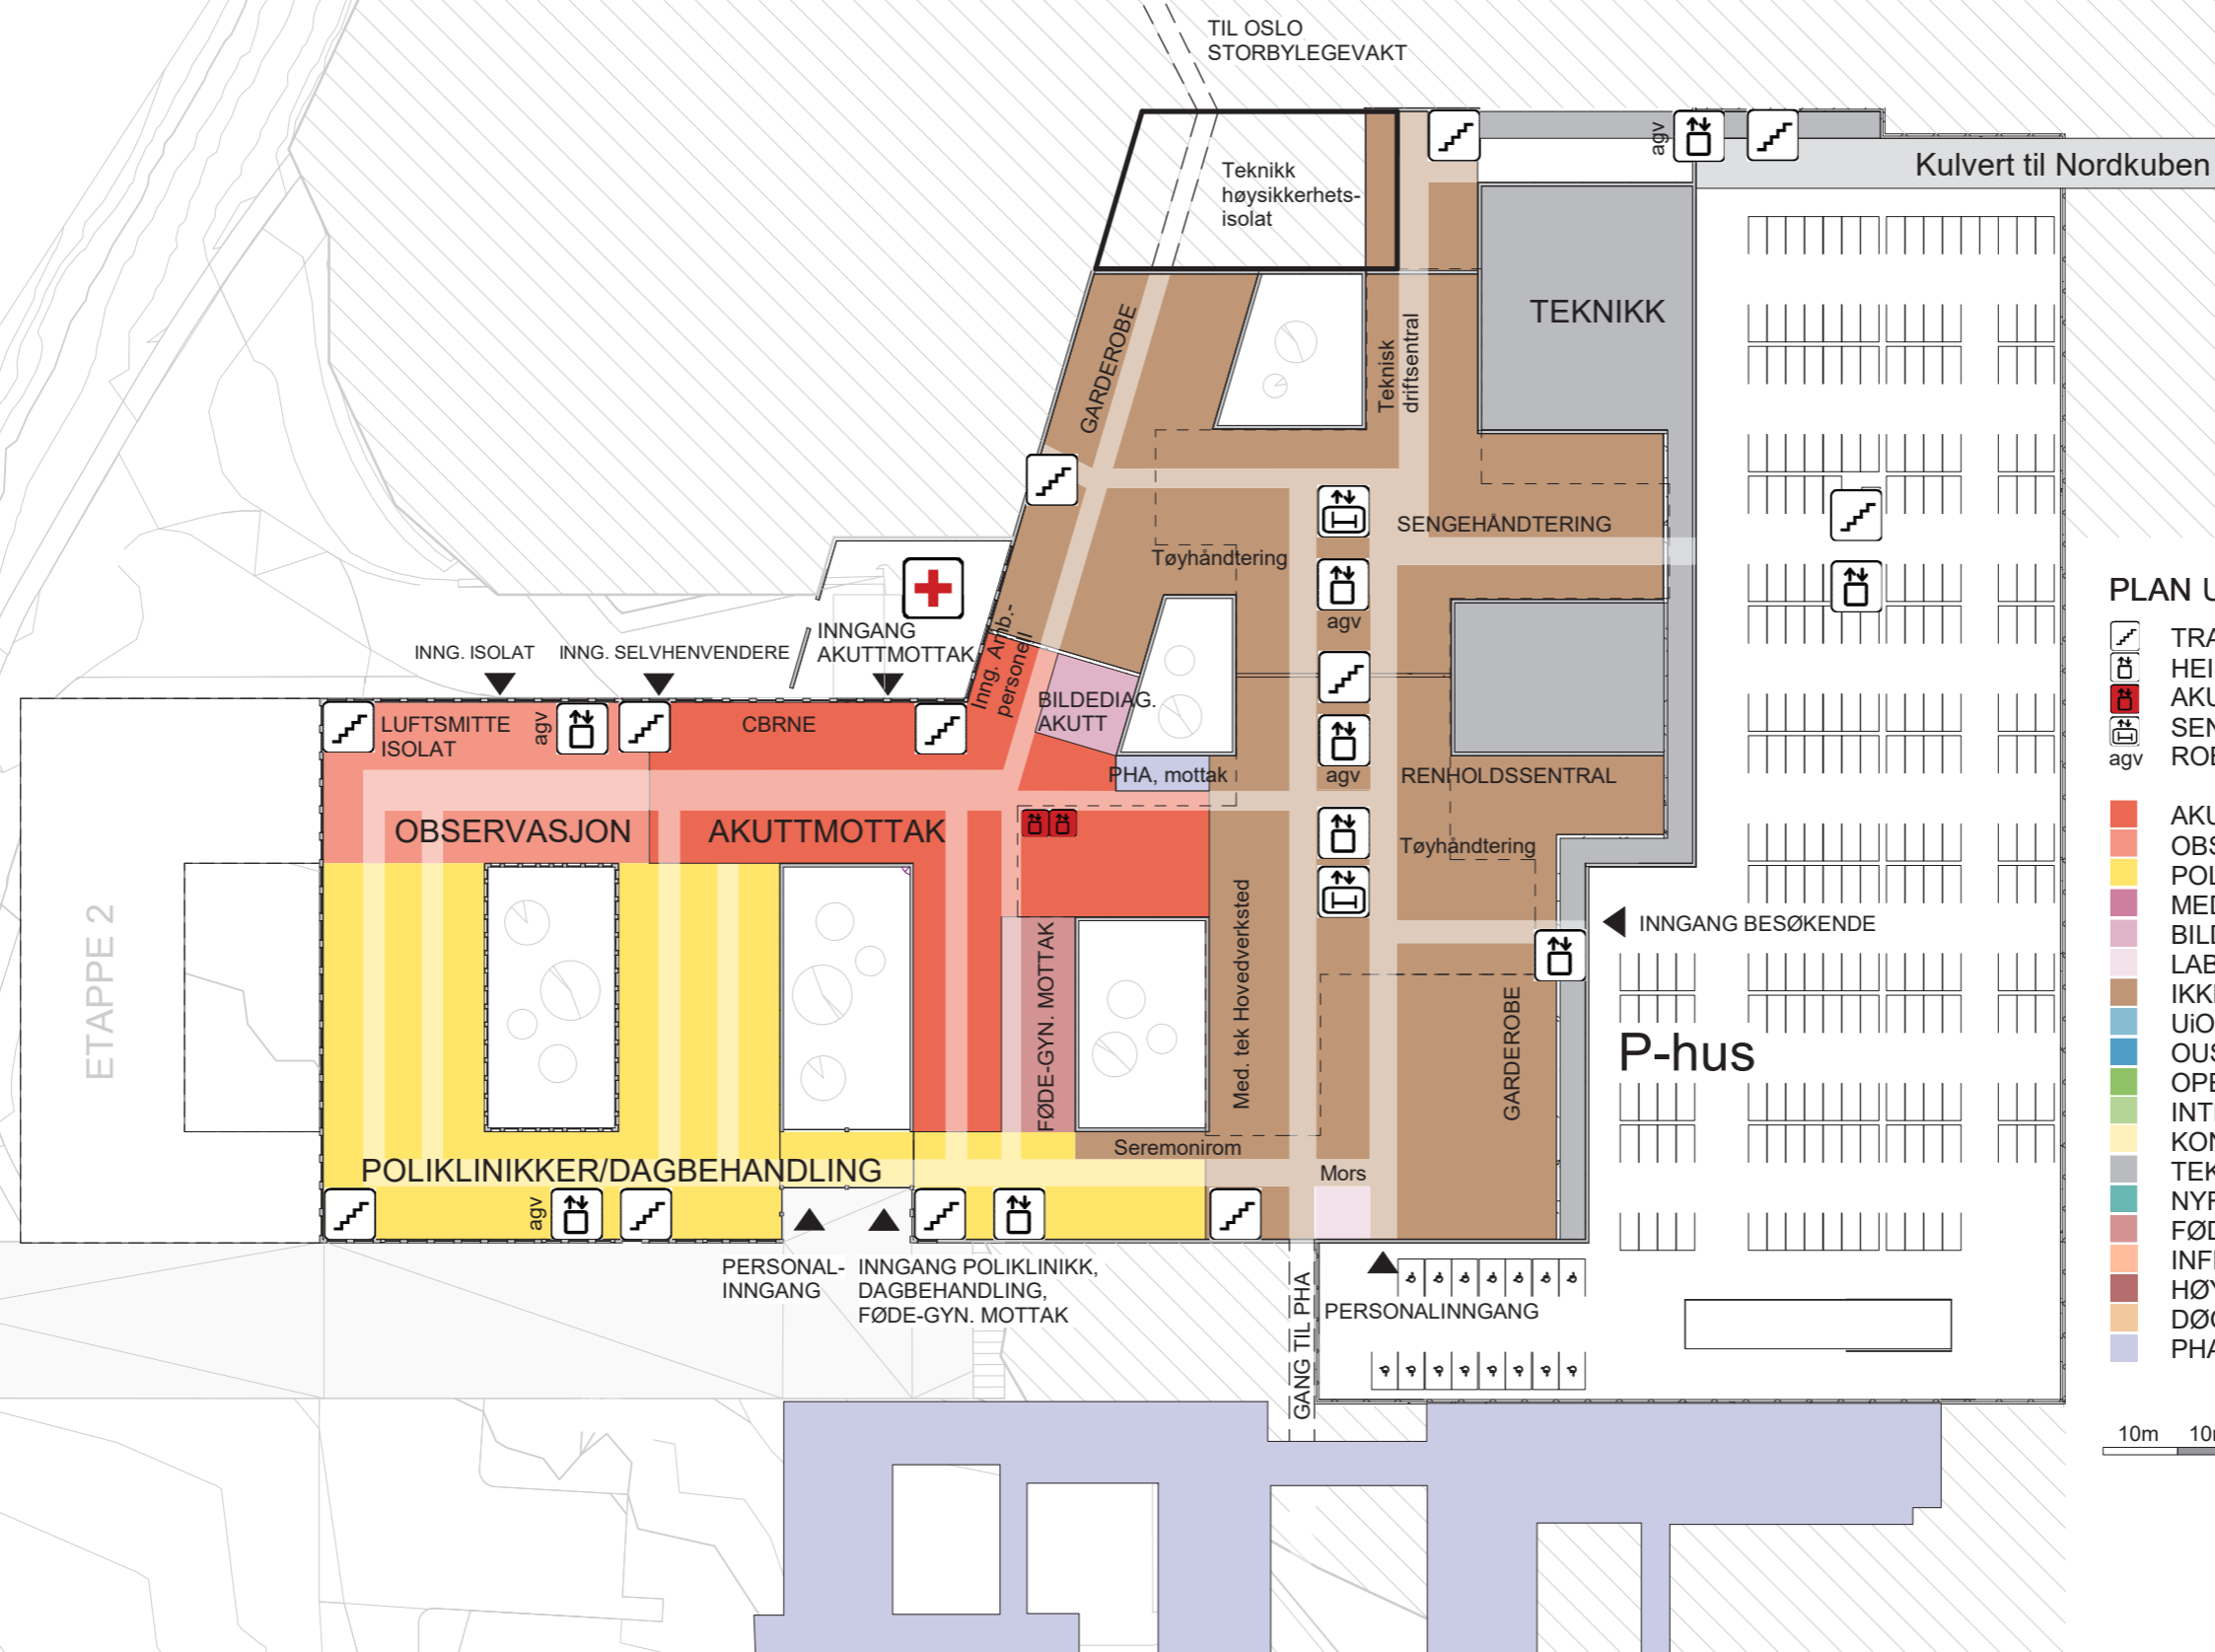 TIL OSLO
STORBYLEGEVAKT
agv
Kulvert til Nordkuben
Teknikk
høysikkerhets-
isolat
TEKNIKK
GARDEROBE
Teknisk
driftsentral
SENGEHÅNDTERING
Tøyhåndtering
agv
INNGANG
AKUTTMOTTAK
INNG. ISOLAT
INNG. SELVHENVENDERE
Inng. Amb.-
personell
BILDEDIAG.
AKUTT
LUFTSMITTE
ISOLAT
agv
CBRNE
PHA, mottak
agv
RENHOLDSSENTRAL
OBSERVASJON
AKUTTMOTTAK
Tøyhåndtering
ETAPPE 2
FØDE-GYN. MOTTAK
Med. tek Hovedverksted
INNGANG BESØKENDE
GARDEROBE
P-hus
Seremonirom
POLIKLINIKKER/DAGBEHANDLING
Mors
agv
PERSONAL-
INNGANG
INNGANG POLIKLINIKK,
DAGBEHANDLING,
FØDE-GYN. MOTTAK
GANG TIL PHA
PERSONALINNGANG
PLAN U
TRA
HEI
AKU
SEN
agv ROB
AKU
OBS
POL
MED
BILD
LAB
IKKE
UiO
OUS
OPE
INTE
KON
TEK
NYF
FØD
INFE
HØY
DØG
PHA
10m 10m